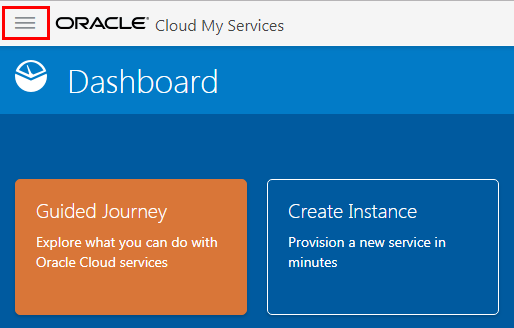 ORACLE® Cloud My Services
Dashboard
Guided Journey
Explore what you can do with
Oracle Cloud services
Create Instance
Provision a new service in
minutes